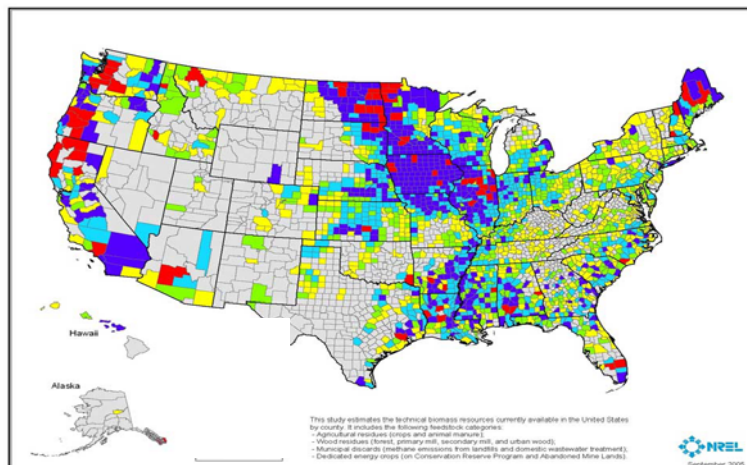 Hawaii
Alaska
This study estimates the technical biomass resources currently available in the United States
by county. It includes the following feedstock categories:
- Agricultural residues (crops and animal manure);
- Wood residues (forest, primary mill, secondary mill, and urban wood);
- Municipal discards (methane emissions from landfills and domestic wastewater treatment);
- Dedicated energy crops (on Conservation Reserve Program and Abandoned Mine Lands).
NREL
September 2005